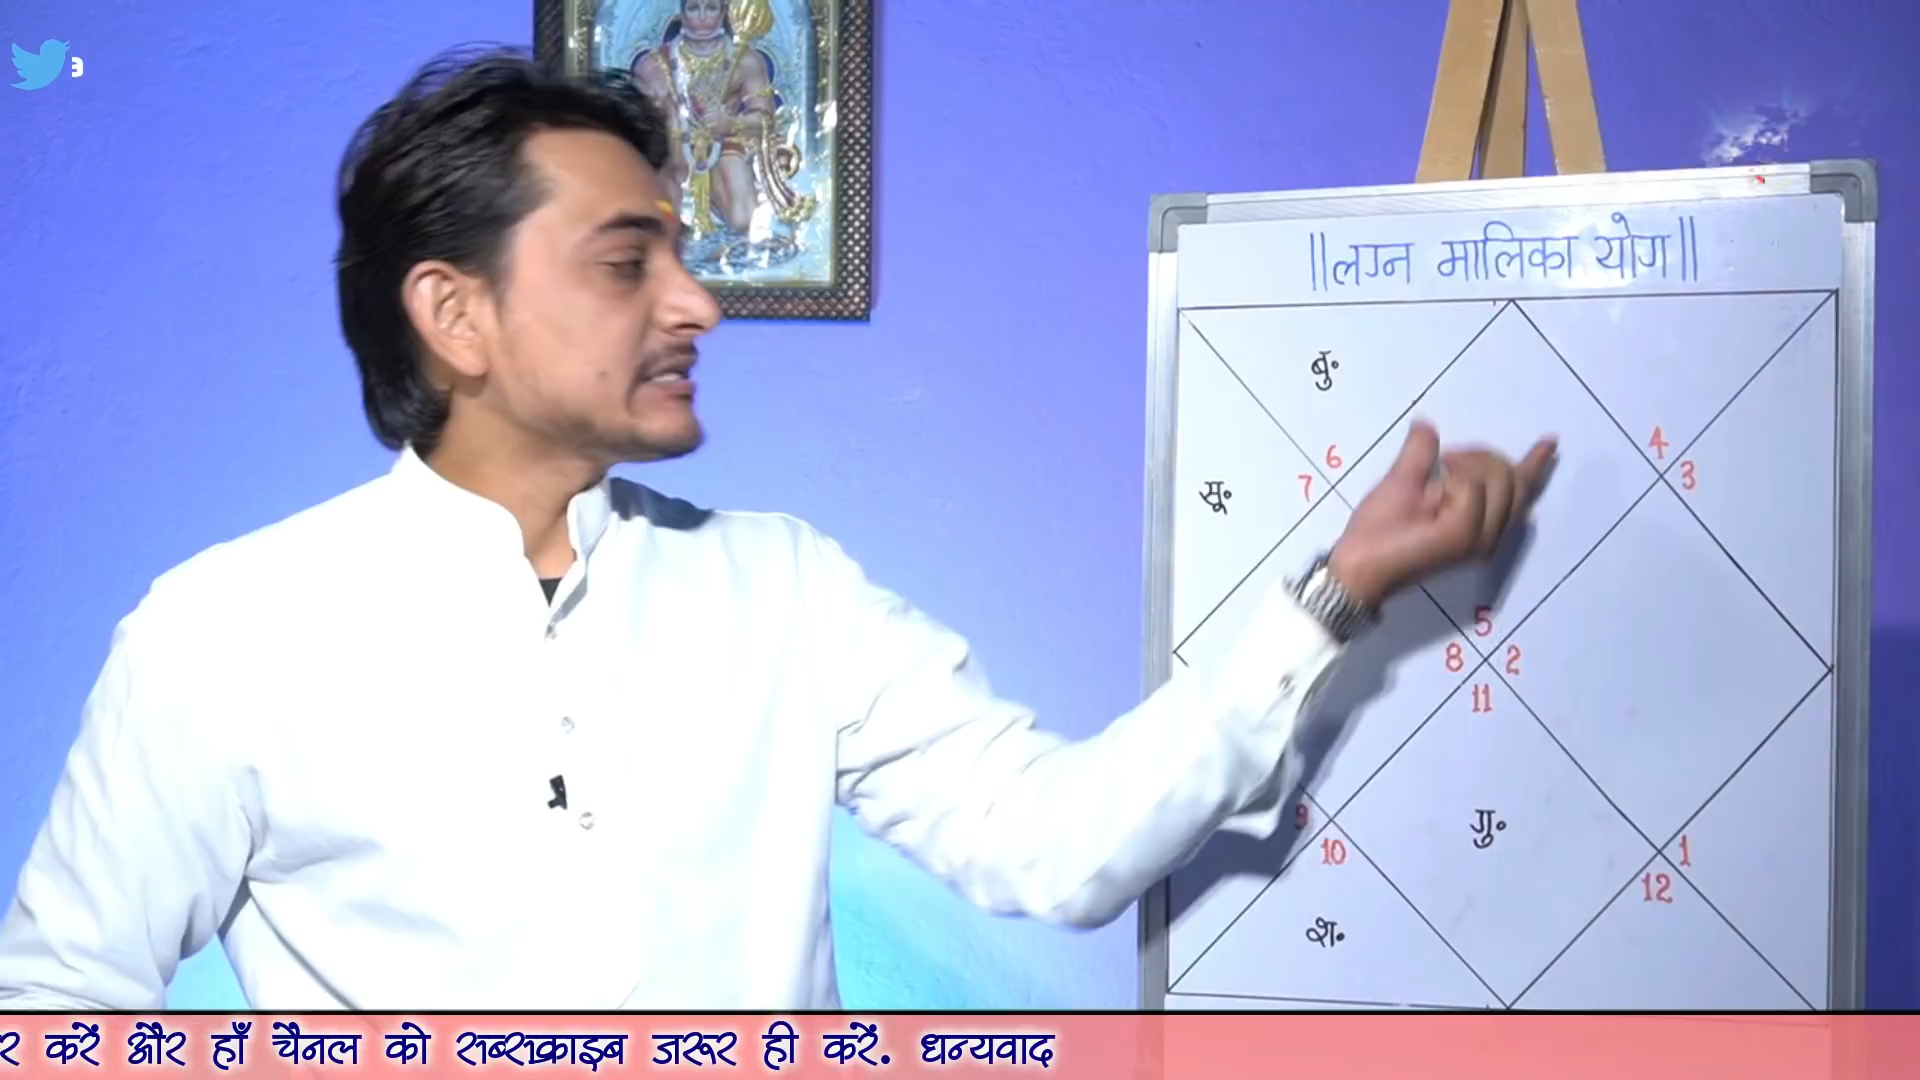 ॥लग्न मालिका योग॥
बु॰
6
4
7
3
सू॰
5
8
2
11
9
गु॰
10
1
12
श॰
करें और हाँ चैनल को सब्सक्राइब जरूर ही करें. धन्यवाद